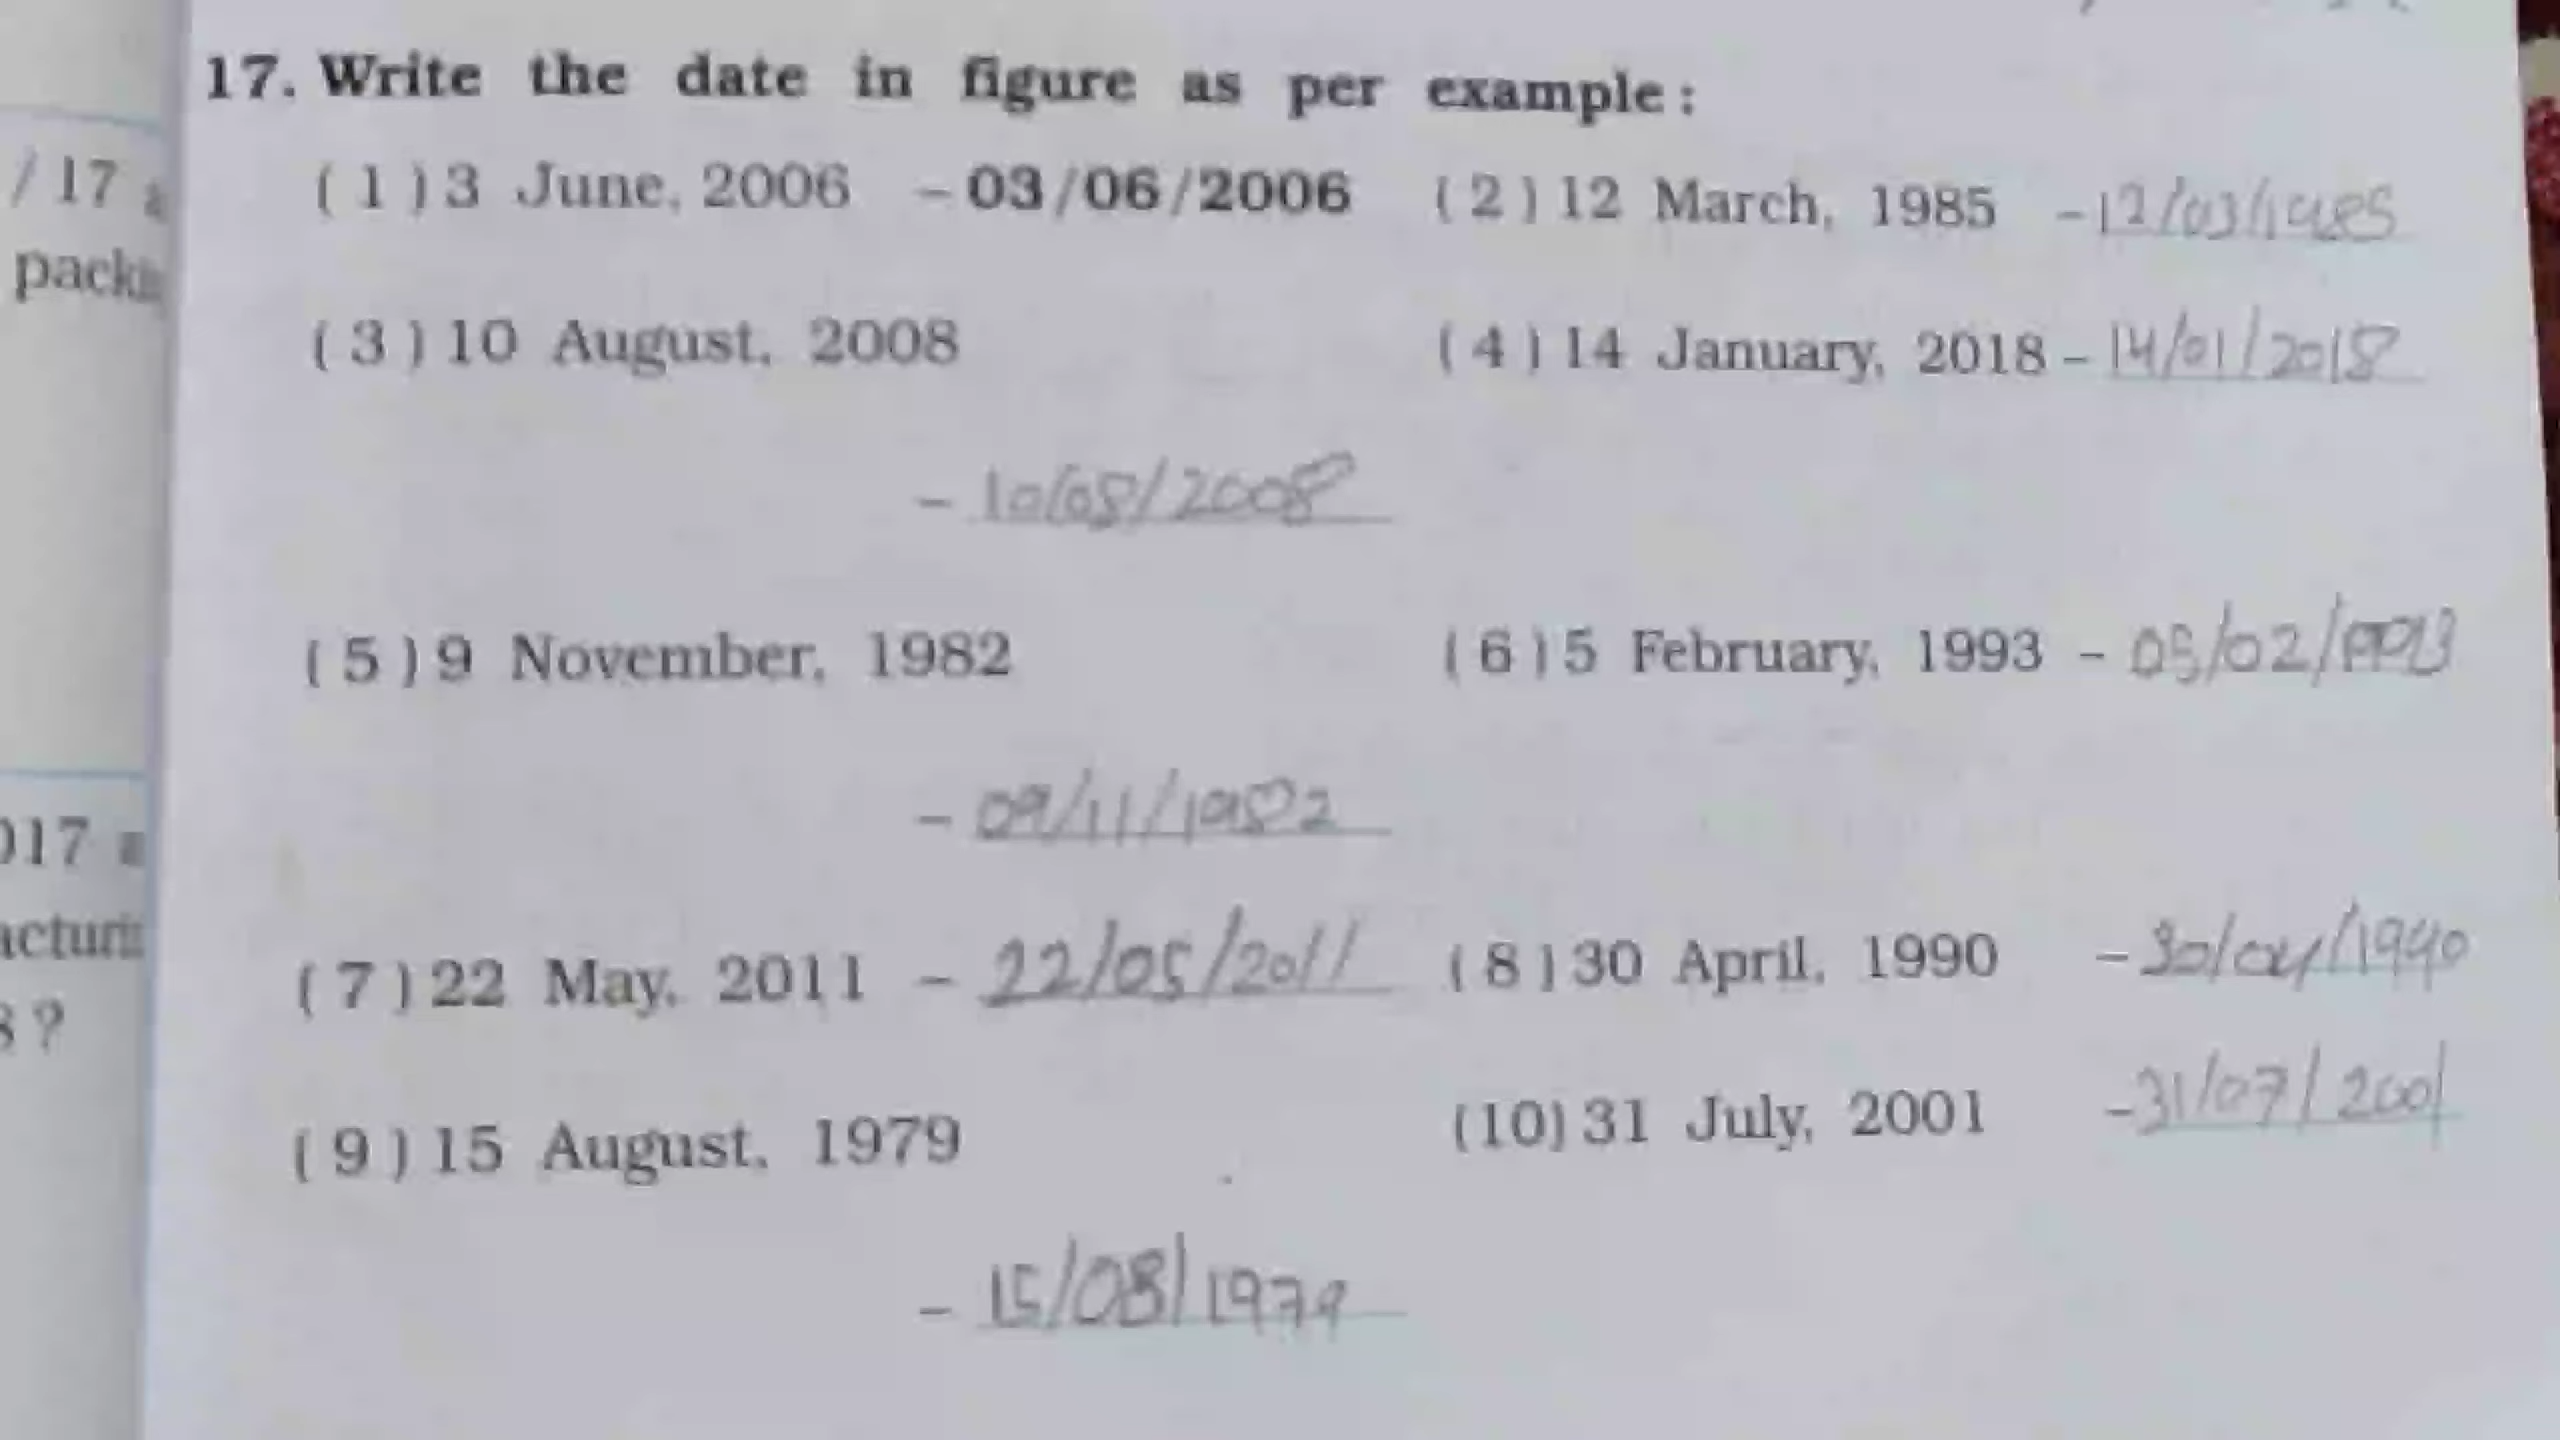 17. Write the date in figure as per example :
( 1 ) 3 June, 2006 – 03/06/2006 ( 2 ) 12 March, 1985 – 12/03/1985
( 3 ) 10 August, 2008 ( 4 ) 14 January, 2018 – 14/01/2018
– 10/08/2008
( 5 ) 9 November, 1982 ( 6 ) 5 February, 1993 – 05/02/1993
– 09/11/1982
( 7 ) 22 May, 2011 – 22/05/2011 ( 8 ) 30 April, 1990 – 30/04/1990
( 9 ) 15 August, 1979 (10) 31 July, 2001 – 31/07/2001
– 15/08/1979
/ 17
017
?